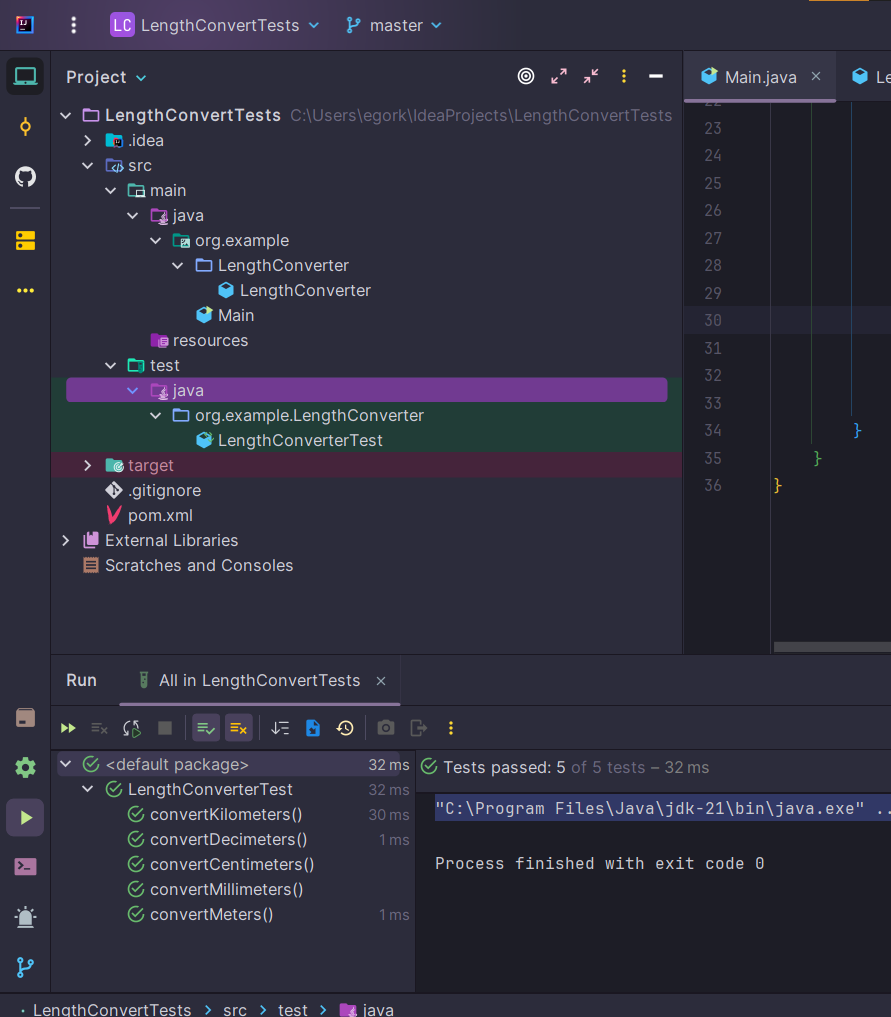 LC LengthConvertTests master
Project
Main.java
Le
LengthConvertTests C:\Users\egork\IdeaProjects\LengthConvertTests
.idea
src
main
java
org.example
LengthConverter
LengthConverter
Main
resources
test
java
org.example.LengthConverter
LengthConverterTest
target
.gitignore
pom.xml
External Libraries
Scratches and Consoles
23
24
25
26
27
28
29
30
31
32
33
34 }
35 }
36 }
Run All in LengthConvertTests
<default package> 32 ms
LengthConverterTest 32 ms
convertKilometers() 30 ms
convertDecimeters() 1 ms
convertCentimeters()
convertMillimeters()
convertMeters() 1 ms
Tests passed: 5 of 5 tests – 32 ms
"C:\Program Files\Java\jdk-21\bin\java.exe" ..
Process finished with exit code 0
LengthConvertTests > src > test > java